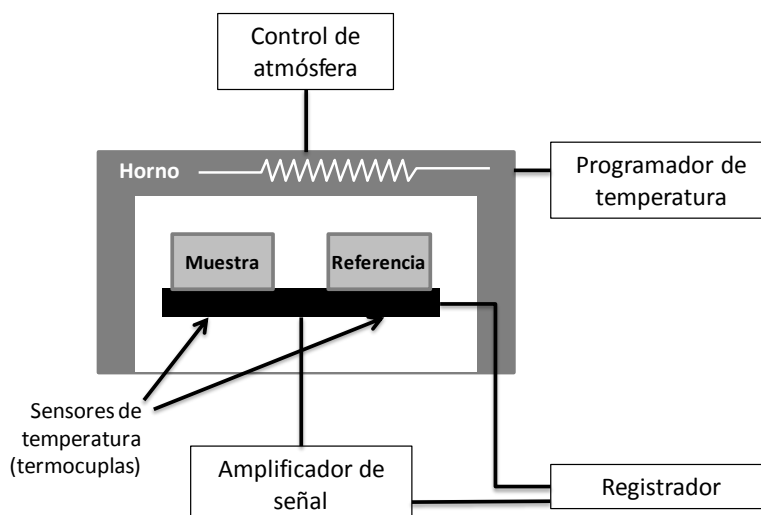 Control de
atmósfera
Horno
Programador de
temperatura
Muestra
Referencia
Sensores de
temperatura
(termocuplas)
Amplificador de
señal
Registrador